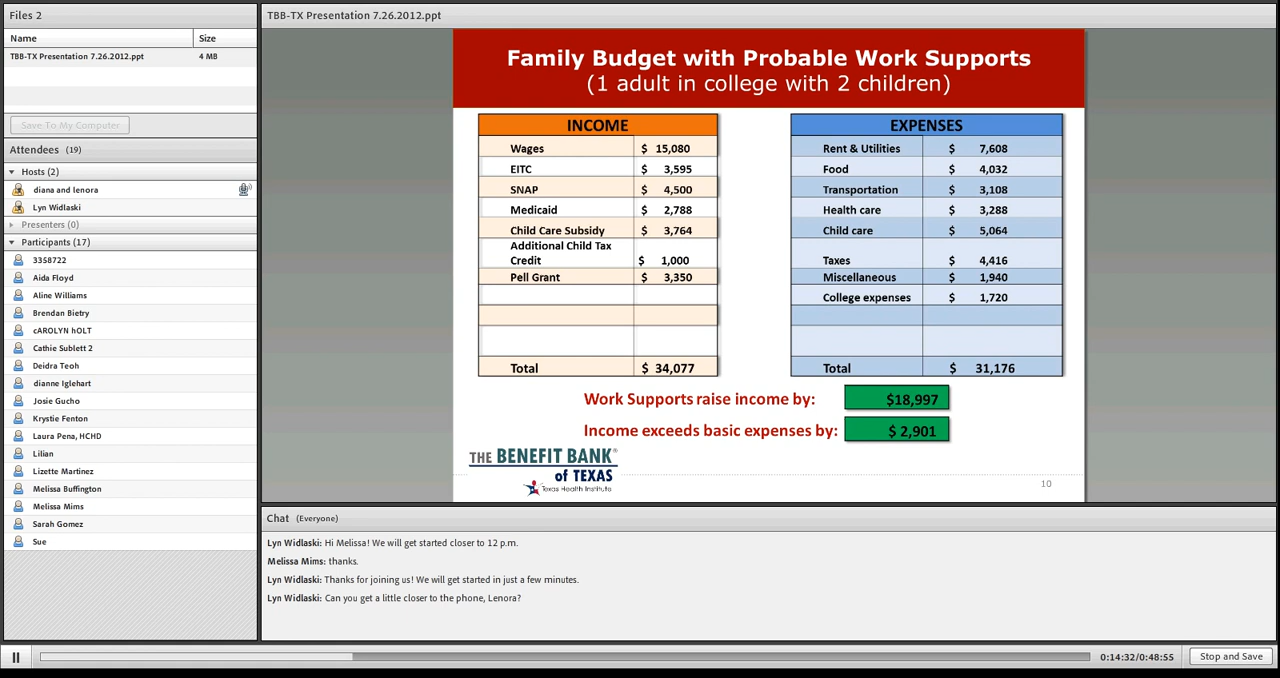 Files 2
TBB-TX Presentation 7.26.2012.ppt
Name Size
TBB-TX Presentation 7.26.2012.ppt 4 MB
Save To My Computer
Attendees (19)
Hosts (2)
diana and lenora
Lyn Widlaski
Presenters (0)
Participants (17)
3358722
Aida Floyd
Aline Williams
Brendan Bietry
cAROLYN hOLT
Cathie Sublett 2
Deidra Teoh
dianne Iglehart
Josie Gucho
Krystie Fenton
Laura Pena, HCHD
Lilian
Lizette Martinez
Melissa Buffington
Melissa Mims
Sarah Gomez
Sue
Family Budget with Probable Work Supports
(1 adult in college with 2 children)
INCOME
Wages $ 15,080
EITC $ 3,595
SNAP $ 4,500
Medicaid $ 2,788
Child Care Subsidy $ 3,764
Additional Child Tax
Credit $ 1,000
Pell Grant $ 3,350
Total $ 34,077
EXPENSES
Rent & Utilities $ 7,608
Food $ 4,032
Transportation $ 3,108
Health care $ 3,288
Child care $ 5,064
Taxes $ 4,416
Miscellaneous $ 1,940
College expenses $ 1,720
Total $ 31,176
Work Supports raise income by: $18,997
Income exceeds basic expenses by: $ 2,901
THE BENEFIT BANK®
of TEXAS
Texas Health Institute
10
Chat (Everyone)
Lyn Widlaski: Hi Melissa! We will get started closer to 12 p.m.
Melissa Mims: thanks.
Lyn Widlaski: Thanks for joining us! We will get started in just a few minutes.
Lyn Widlaski: Can you get a little closer to the phone, Lenora?
0:14:32/0:48:55 Stop and Save